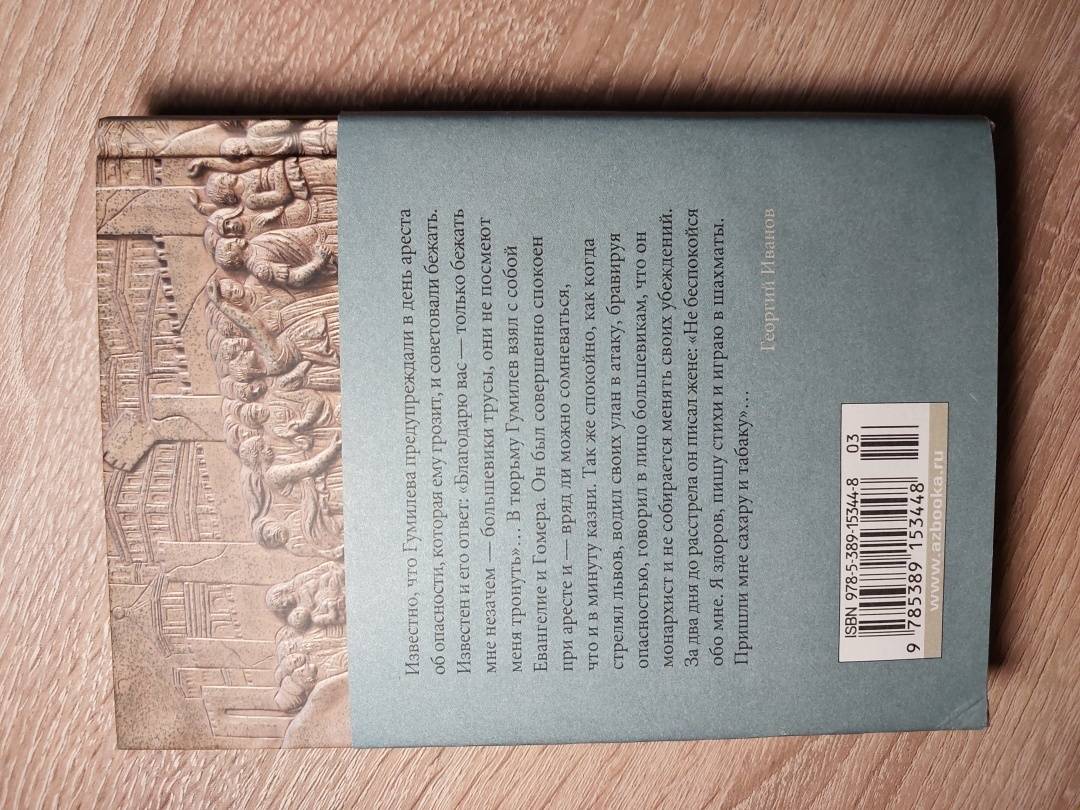 Известно, что Гумилева предупреждали в день ареста
об опасности, которая ему грозит, и советовали бежать.
Известен и его ответ: «Благодарю вас — только бежать
мне незачем — большевики трусы, они не посмеют
меня тронуть»… В тюрьму Гумилев взял с собой
Евангелие и Гомера. Он был совершенно спокоен
при аресте и — вряд ли можно сомневаться,
что и в минуту казни. Так же спокойно, как когда
стрелял львов, водил своих улан в атаку, бравируя
опасностью, говорил в лицо большевикам, что он
монархист и не собирается менять своих убеждений.
За два дня до расстрела он писал жене: «Не беспокойся
обо мне. Я здоров, пишу стихи и играю в шахматы.
Пришли мне сахару и табаку»…
Георгий Иванов
ISBN 978-5-389-15344-8
03
9 785389 153448
www.azbooka.ru